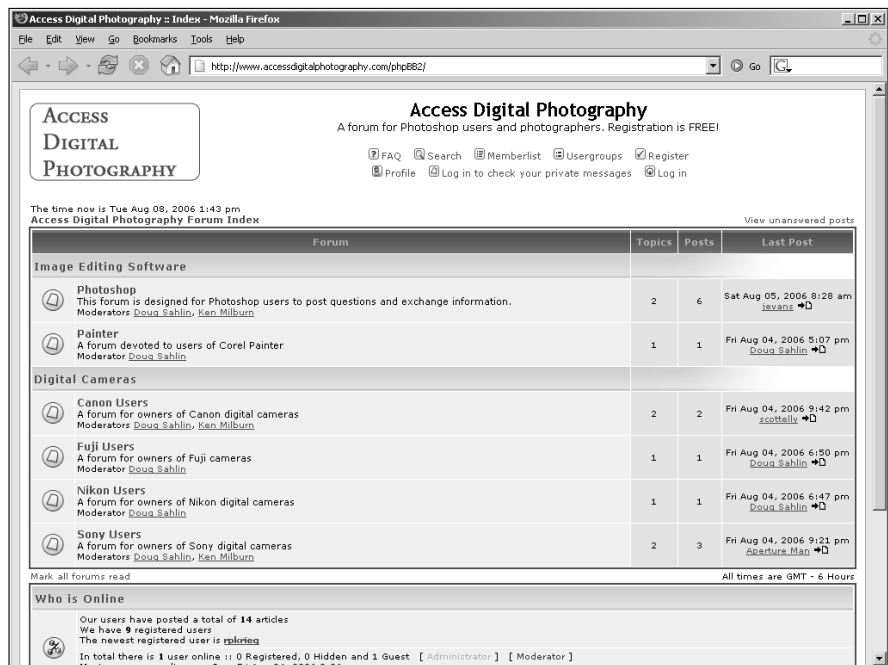 Access Digital Photography :: Index - Mozilla Firefox
File Edit View Go Bookmarks Tools Help
http://www.accessdigitalphotography.com/phpBB2/ Go G
ACCESS
DIGITAL
PHOTOGRAPHY
Access Digital Photography
A forum for Photoshop users and photographers. Registration is FREE!
FAQ Search Memberlist Usergroups Register
Profile Log in to check your private messages Log in
The time now is Tue Aug 08, 2006 1:43 pm
Access Digital Photography Forum Index View unanswered posts
Forum Topics Posts Last Post
Image Editing Software
Photoshop
This forum is designed for Photoshop users to post questions and exchange information.
Moderators Doug Sahlin, Ken Milburn
2 6 Sat Aug 05, 2006 8:28 am
jevans
Painter
A forum devoted to users of Corel Painter
Moderator Doug Sahlin
1 1 Fri Aug 04, 2006 5:07 pm
Doug Sahlin
Digital Cameras
Canon Users
A forum for owners of Canon digital cameras
Moderators Doug Sahlin, Ken Milburn
2 2 Fri Aug 04, 2006 9:42 pm
scottelly
Fuji Users
A forum for owners of Fuji cameras
Moderator Doug Sahlin
1 1 Fri Aug 04, 2006 6:50 pm
Doug Sahlin
Nikon Users
A forum for owners of Nikon digital cameras
Moderator Doug Sahlin
1 1 Fri Aug 04, 2006 6:47 pm
Doug Sahlin
Sony Users
A forum for owners of Sony digital cameras
Moderators Doug Sahlin, Ken Milburn
2 3 Fri Aug 04, 2006 9:21 pm
Aperture Man
Mark all forums read All times are GMT - 6 Hours
Who is Online
Our users have posted a total of 14 articles
We have 9 registered users
The newest registered user is rpkrieg
In total there is 1 user online :: 0 Registered, 0 Hidden and 1 Guest [ Administrator ] [ Moderator ]